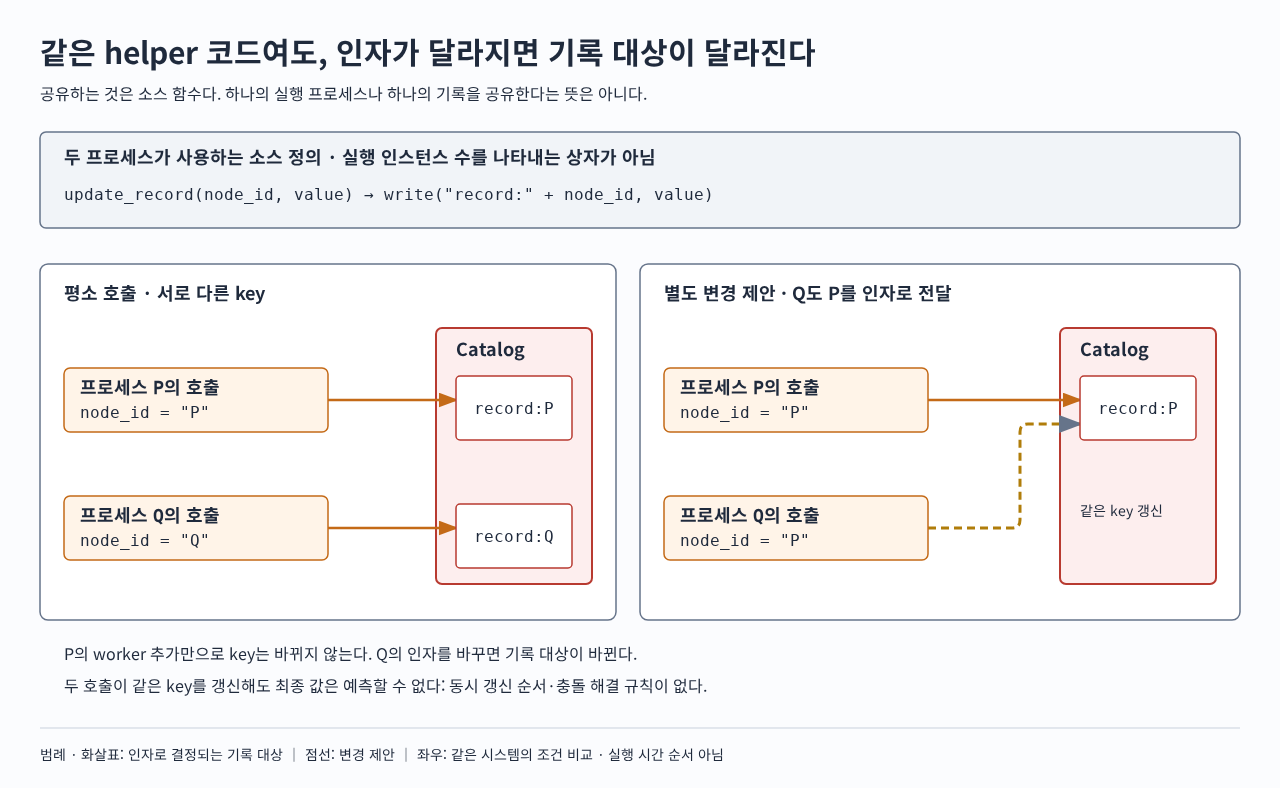 같은 helper 코드여도, 인자가 달라지면 기록 대상이 달라진다
공유하는 것은 소스 함수다. 하나의 실행 프로세스나 하나의 기록을 공유한다는 뜻은 아니다.
두 프로세스가 사용하는 소스 정의 · 실행 인스턴스 수를 나타내는 상자가 아님
update_record(node_id, value) → write("record:" + node_id, value)
평소 호출 · 서로 다른 key
Catalog
프로세스 P의 호출
node_id = "P"
record:P
프로세스 Q의 호출
node_id = "Q"
record:Q
별도 변경 제안 · Q도 P를 인자로 전달
Catalog
프로세스 P의 호출
node_id = "P"
record:P
프로세스 Q의 호출
node_id = "P"
같은 key 갱신
P의 worker 추가만으로 key는 바뀌지 않는다. Q의 인자를 바꾸면 기록 대상이 바뀐다.
두 호출이 같은 key를 갱신해도 최종 값은 예측할 수 없다: 동시 갱신 순서·충돌 해결 규칙이 없다.
범례 · 화살표: 인자로 결정되는 기록 대상 | 점선: 변경 제안 | 좌우: 같은 시스템의 조건 비교 · 실행 시간 순서 아님